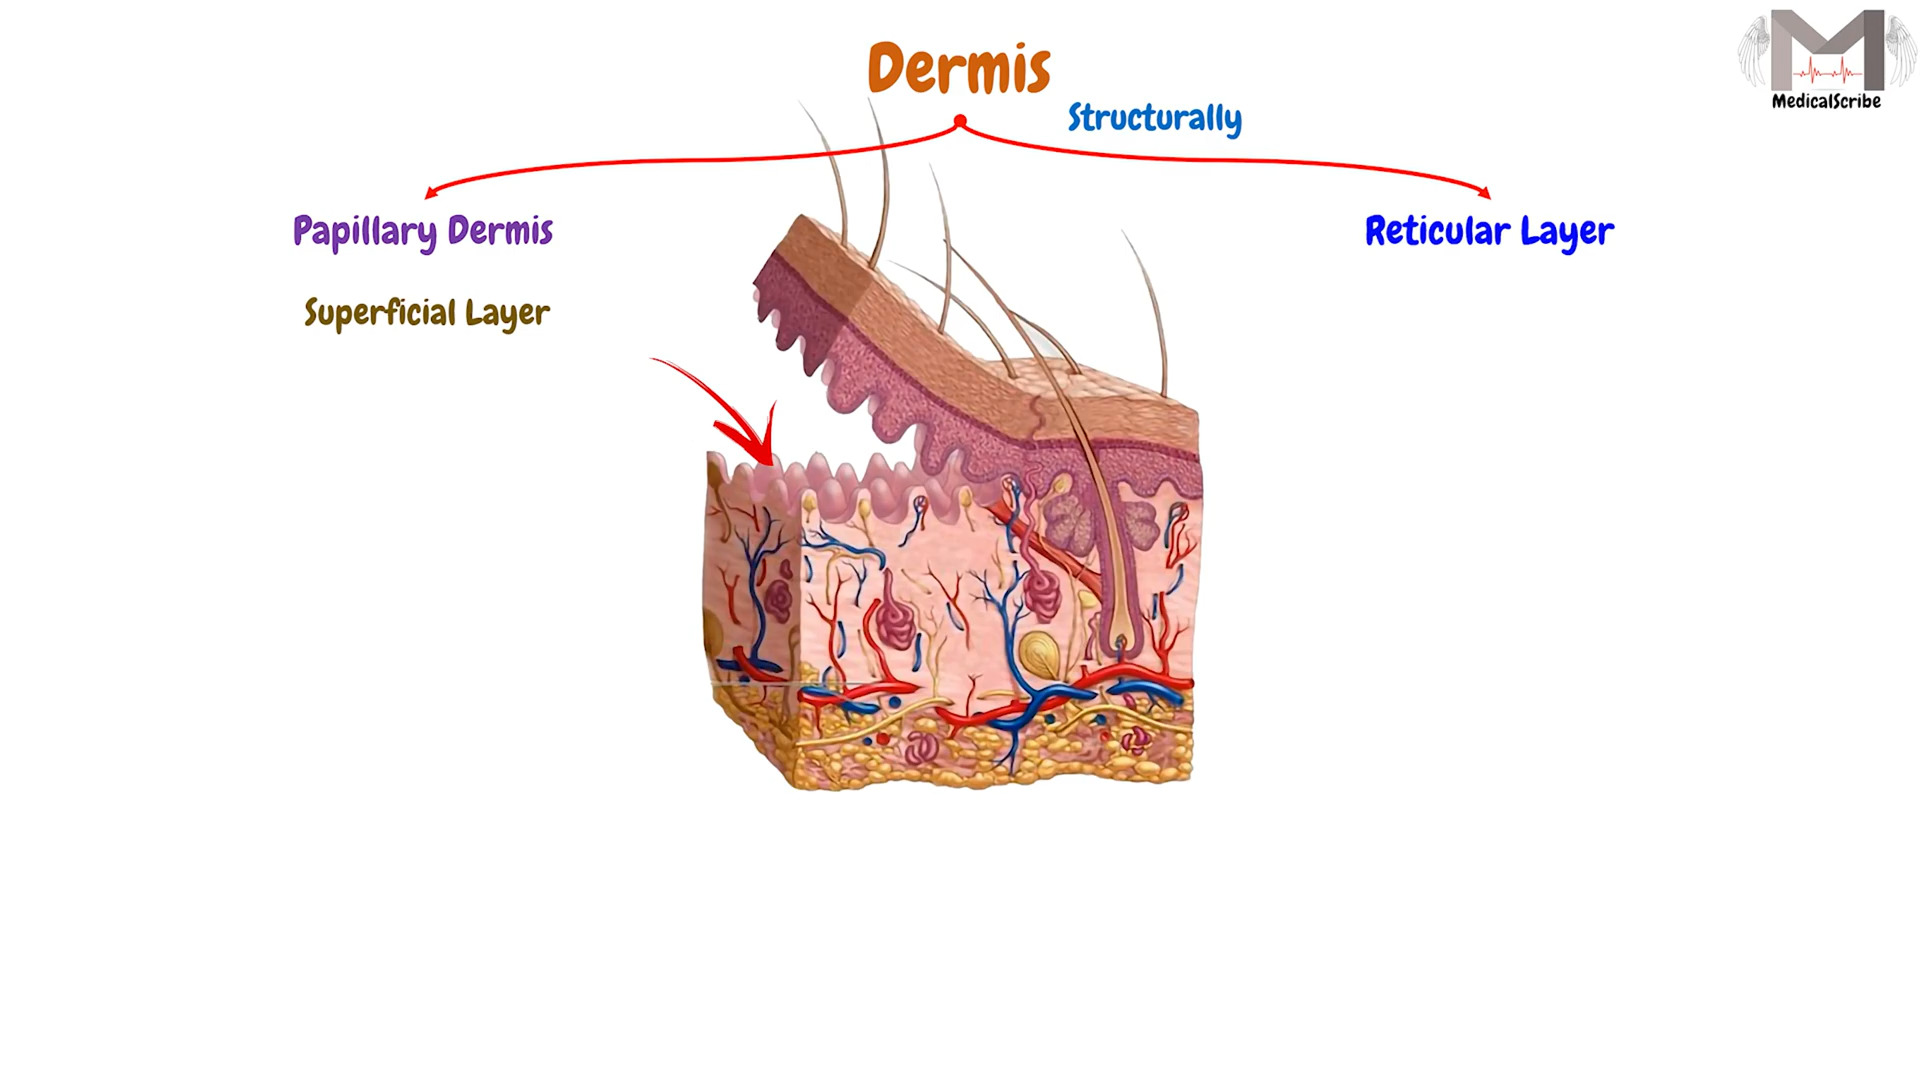 Dermis
Structurally
MedicalScribe
Papillary Dermis
Reticular Layer
Superficial Layer